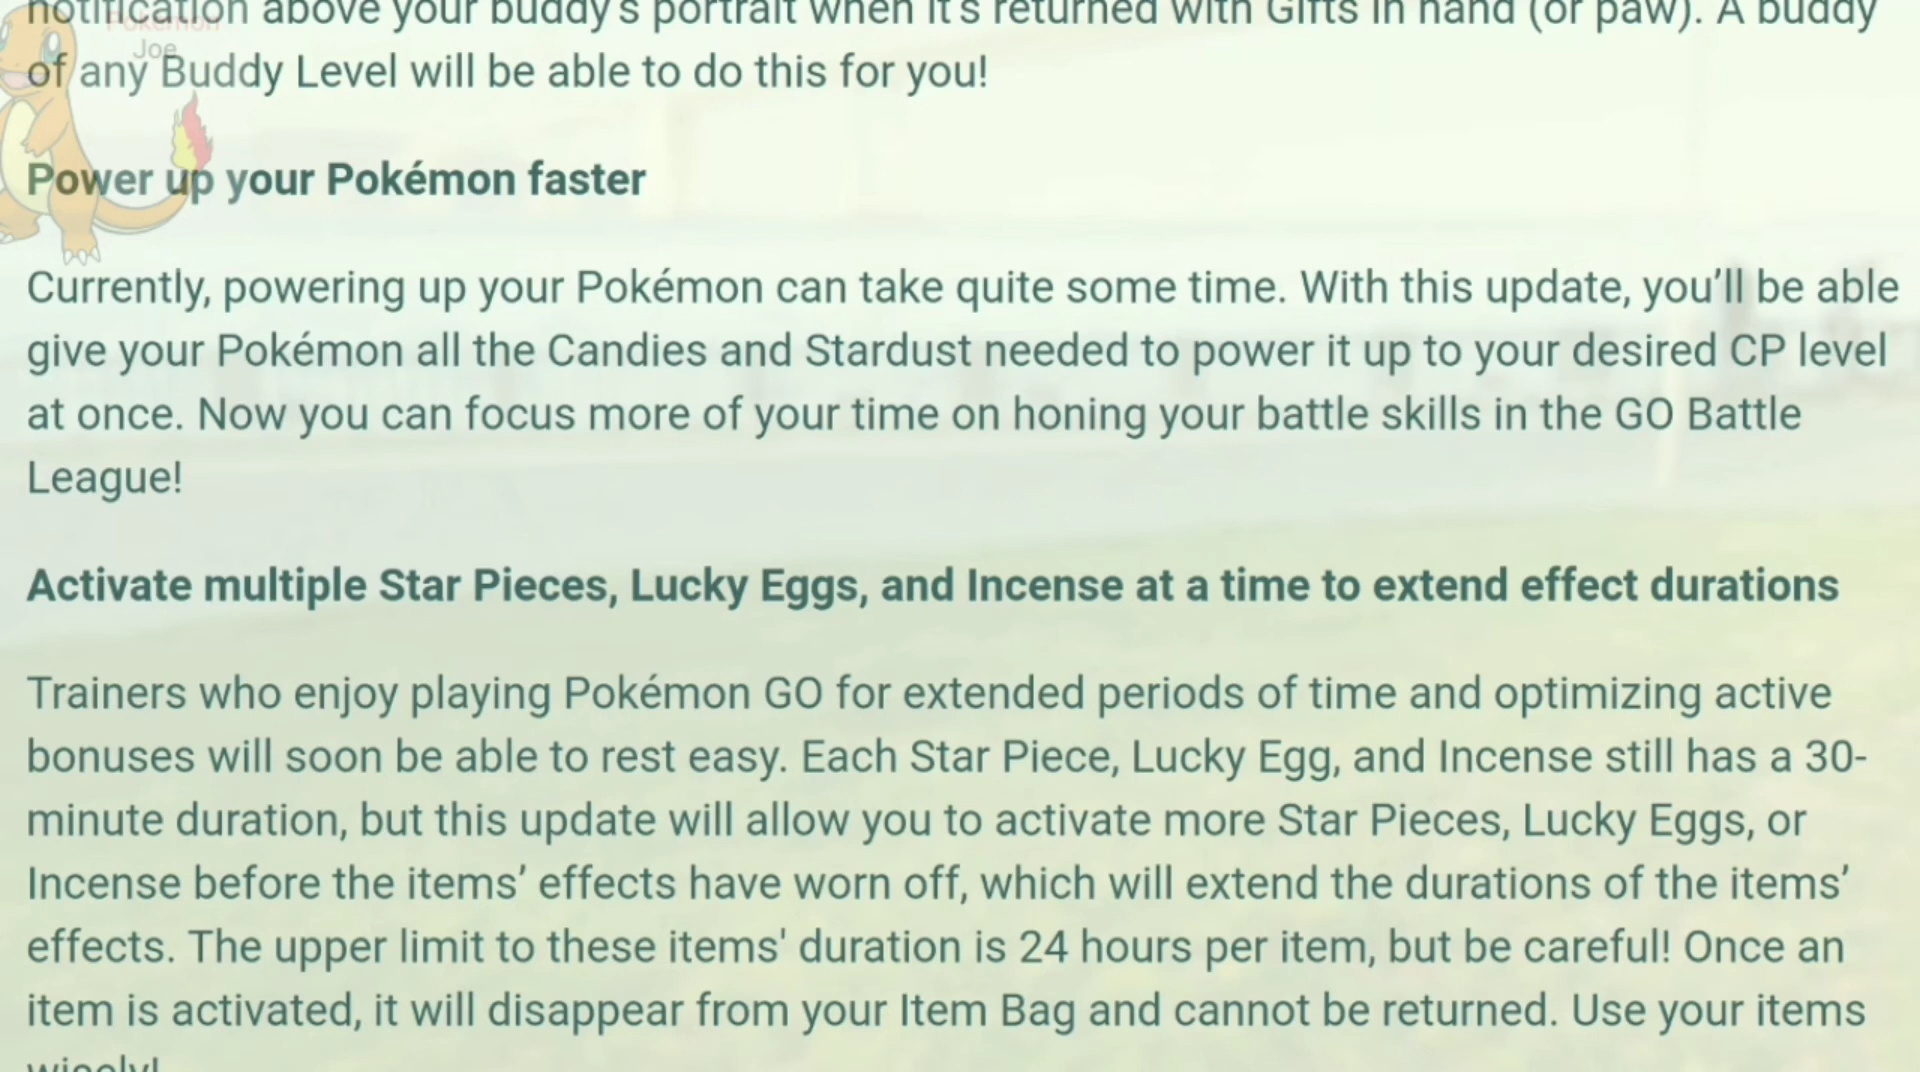 notification above your buddy's portrait when it's returned with Gifts in hand (or paw). A buddy
Pokémon
Joe
of any Buddy Level will be able to do this for you!
Power up your Pokémon faster
Currently, powering up your Pokémon can take quite some time. With this update, you’ll be able
give your Pokémon all the Candies and Stardust needed to power it up to your desired CP level
at once. Now you can focus more of your time on honing your battle skills in the GO Battle
League!
Activate multiple Star Pieces, Lucky Eggs, and Incense at a time to extend effect durations
Trainers who enjoy playing Pokémon GO for extended periods of time and optimizing active
bonuses will soon be able to rest easy. Each Star Piece, Lucky Egg, and Incense still has a 30-
minute duration, but this update will allow you to activate more Star Pieces, Lucky Eggs, or
Incense before the items’ effects have worn off, which will extend the durations of the items’
effects. The upper limit to these items' duration is 24 hours per item, but be careful! Once an
item is activated, it will disappear from your Item Bag and cannot be returned. Use your items
wisely!